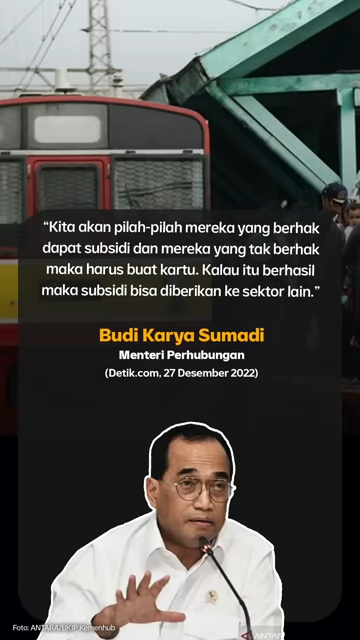 “Kita akan pilah-pilah mereka yang berhak
dapat subsidi dan mereka yang tak berhak
maka harus buat kartu. Kalau itu berhasil
maka subsidi bisa diberikan ke sektor lain.”
Budi Karya Sumadi
Menteri Perhubungan
(Detik.com, 27 Desember 2022)
Foto: ANTARA/BKIP Kemenhub
ANTARA